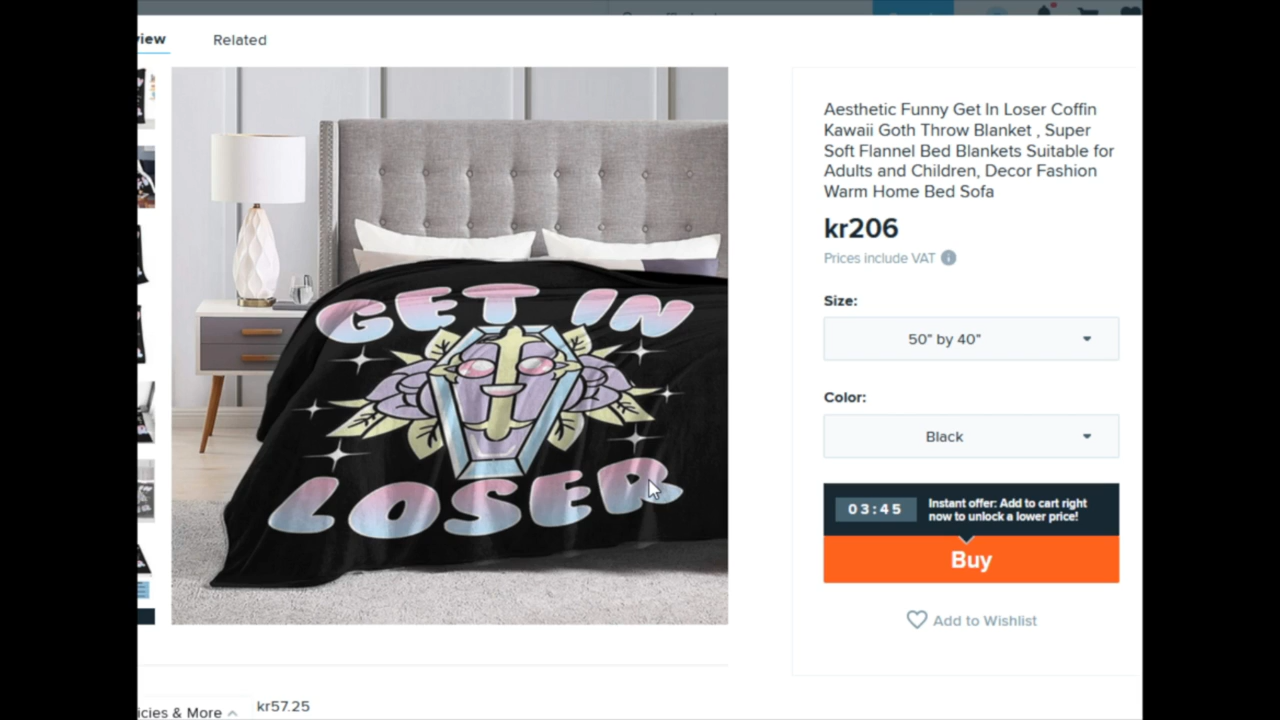 view
Related
Aesthetic Funny Get In Loser Coffin
Kawaii Goth Throw Blanket , Super
Soft Flannel Bed Blankets Suitable for
Adults and Children, Decor Fashion
Warm Home Bed Sofa
kr206
Prices include VAT
Size:
50" by 40"
Color:
Black
03:45
Instant offer: Add to cart right
now to unlock a lower price!
Buy
Add to Wishlist
GET IN
LOSER
icies & More
kr57.25